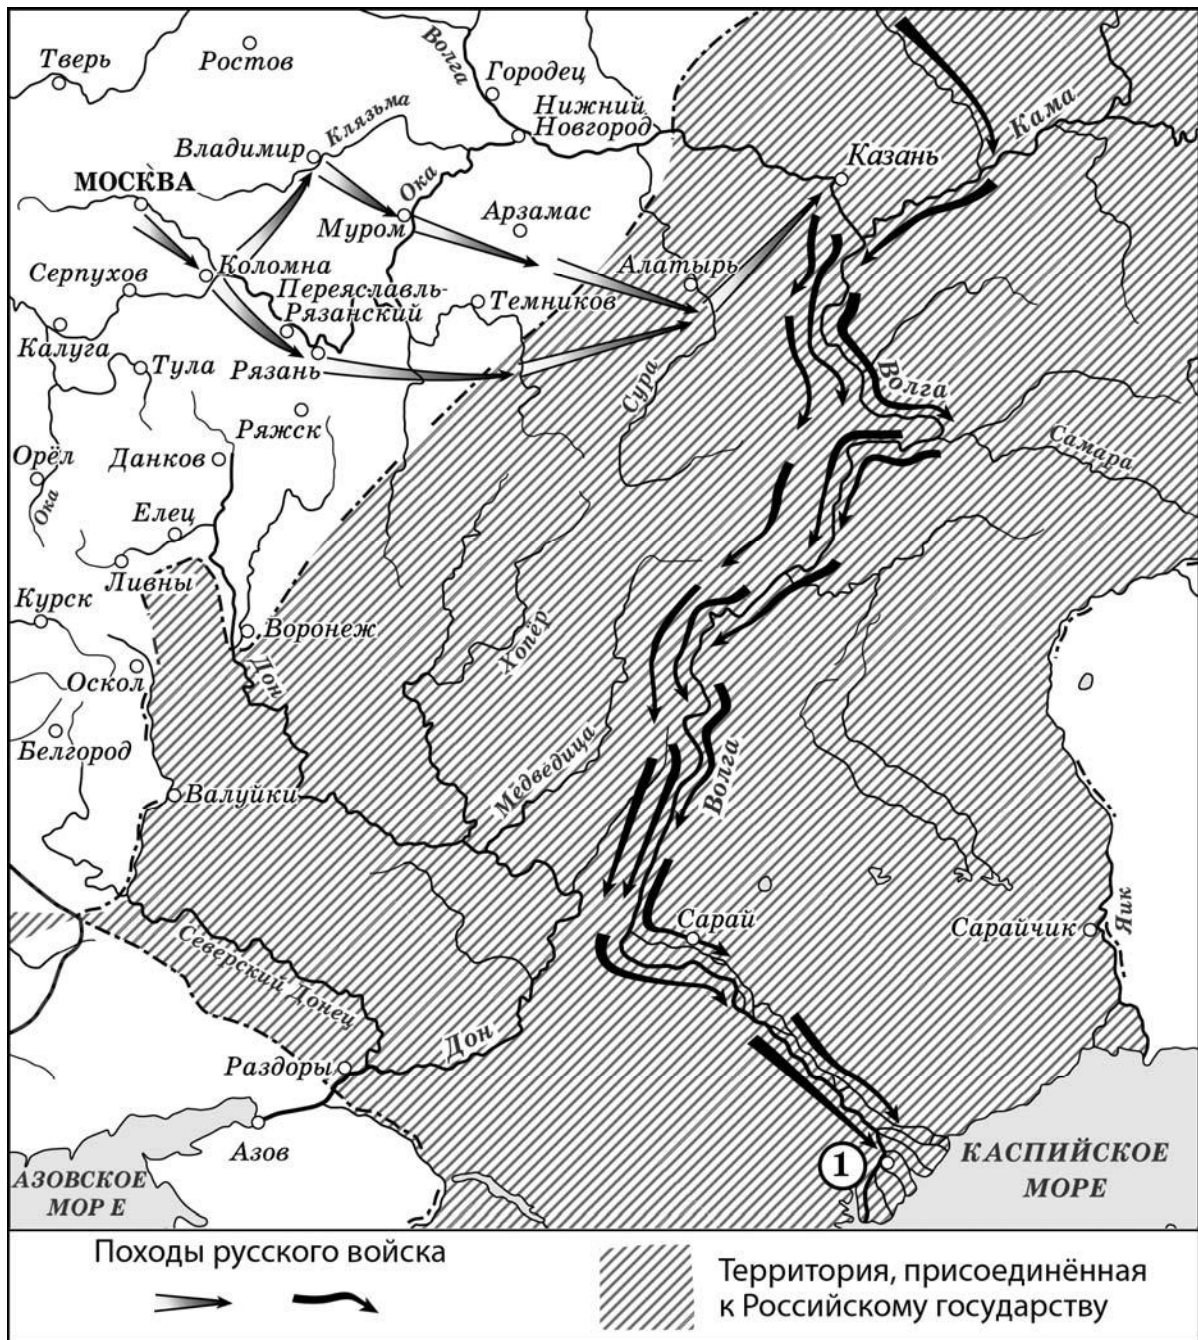 Тверь
Ростов
Волга
Городец
Нижний
Новгород
Кама
Клязьма
Владимир
Казань
МОСКВА
Ока
Муром
Арзамас
Серпухов
Коломна
Алатырь
Переяславль-
Рязанский
Темников
Калуга
Тула
Рязань
Сура
Волга
Ряжск
Орёл
Данков
Самара
Ока
Елец
Ливны
Курск
Воронеж
Хопёр
Оскол
Дон
Белгород
Медведица
Волга
Валуйки
Сарай
Сарайчик
Яик
Северский Донец
Дон
Раздоры
Азов
1
АЗОВСКОЕ
МОРЕ
КАСПИЙСКОЕ
МОРЕ
Походы русского войска
Территория, присоединённая
к Российскому государству